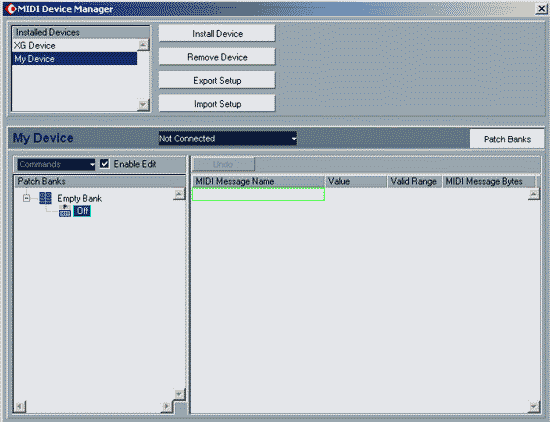 MIDI Device Manager
Installed Devices
XG Device
My Device
Install Device
Remove Device
Export Setup
Import Setup
My Device
Not Connected
Patch Banks
Commands
Enable Edit
Undo
Patch Banks
Empty Bank
Off
MIDI Message Name Value Valid Range MIDI Message Bytes